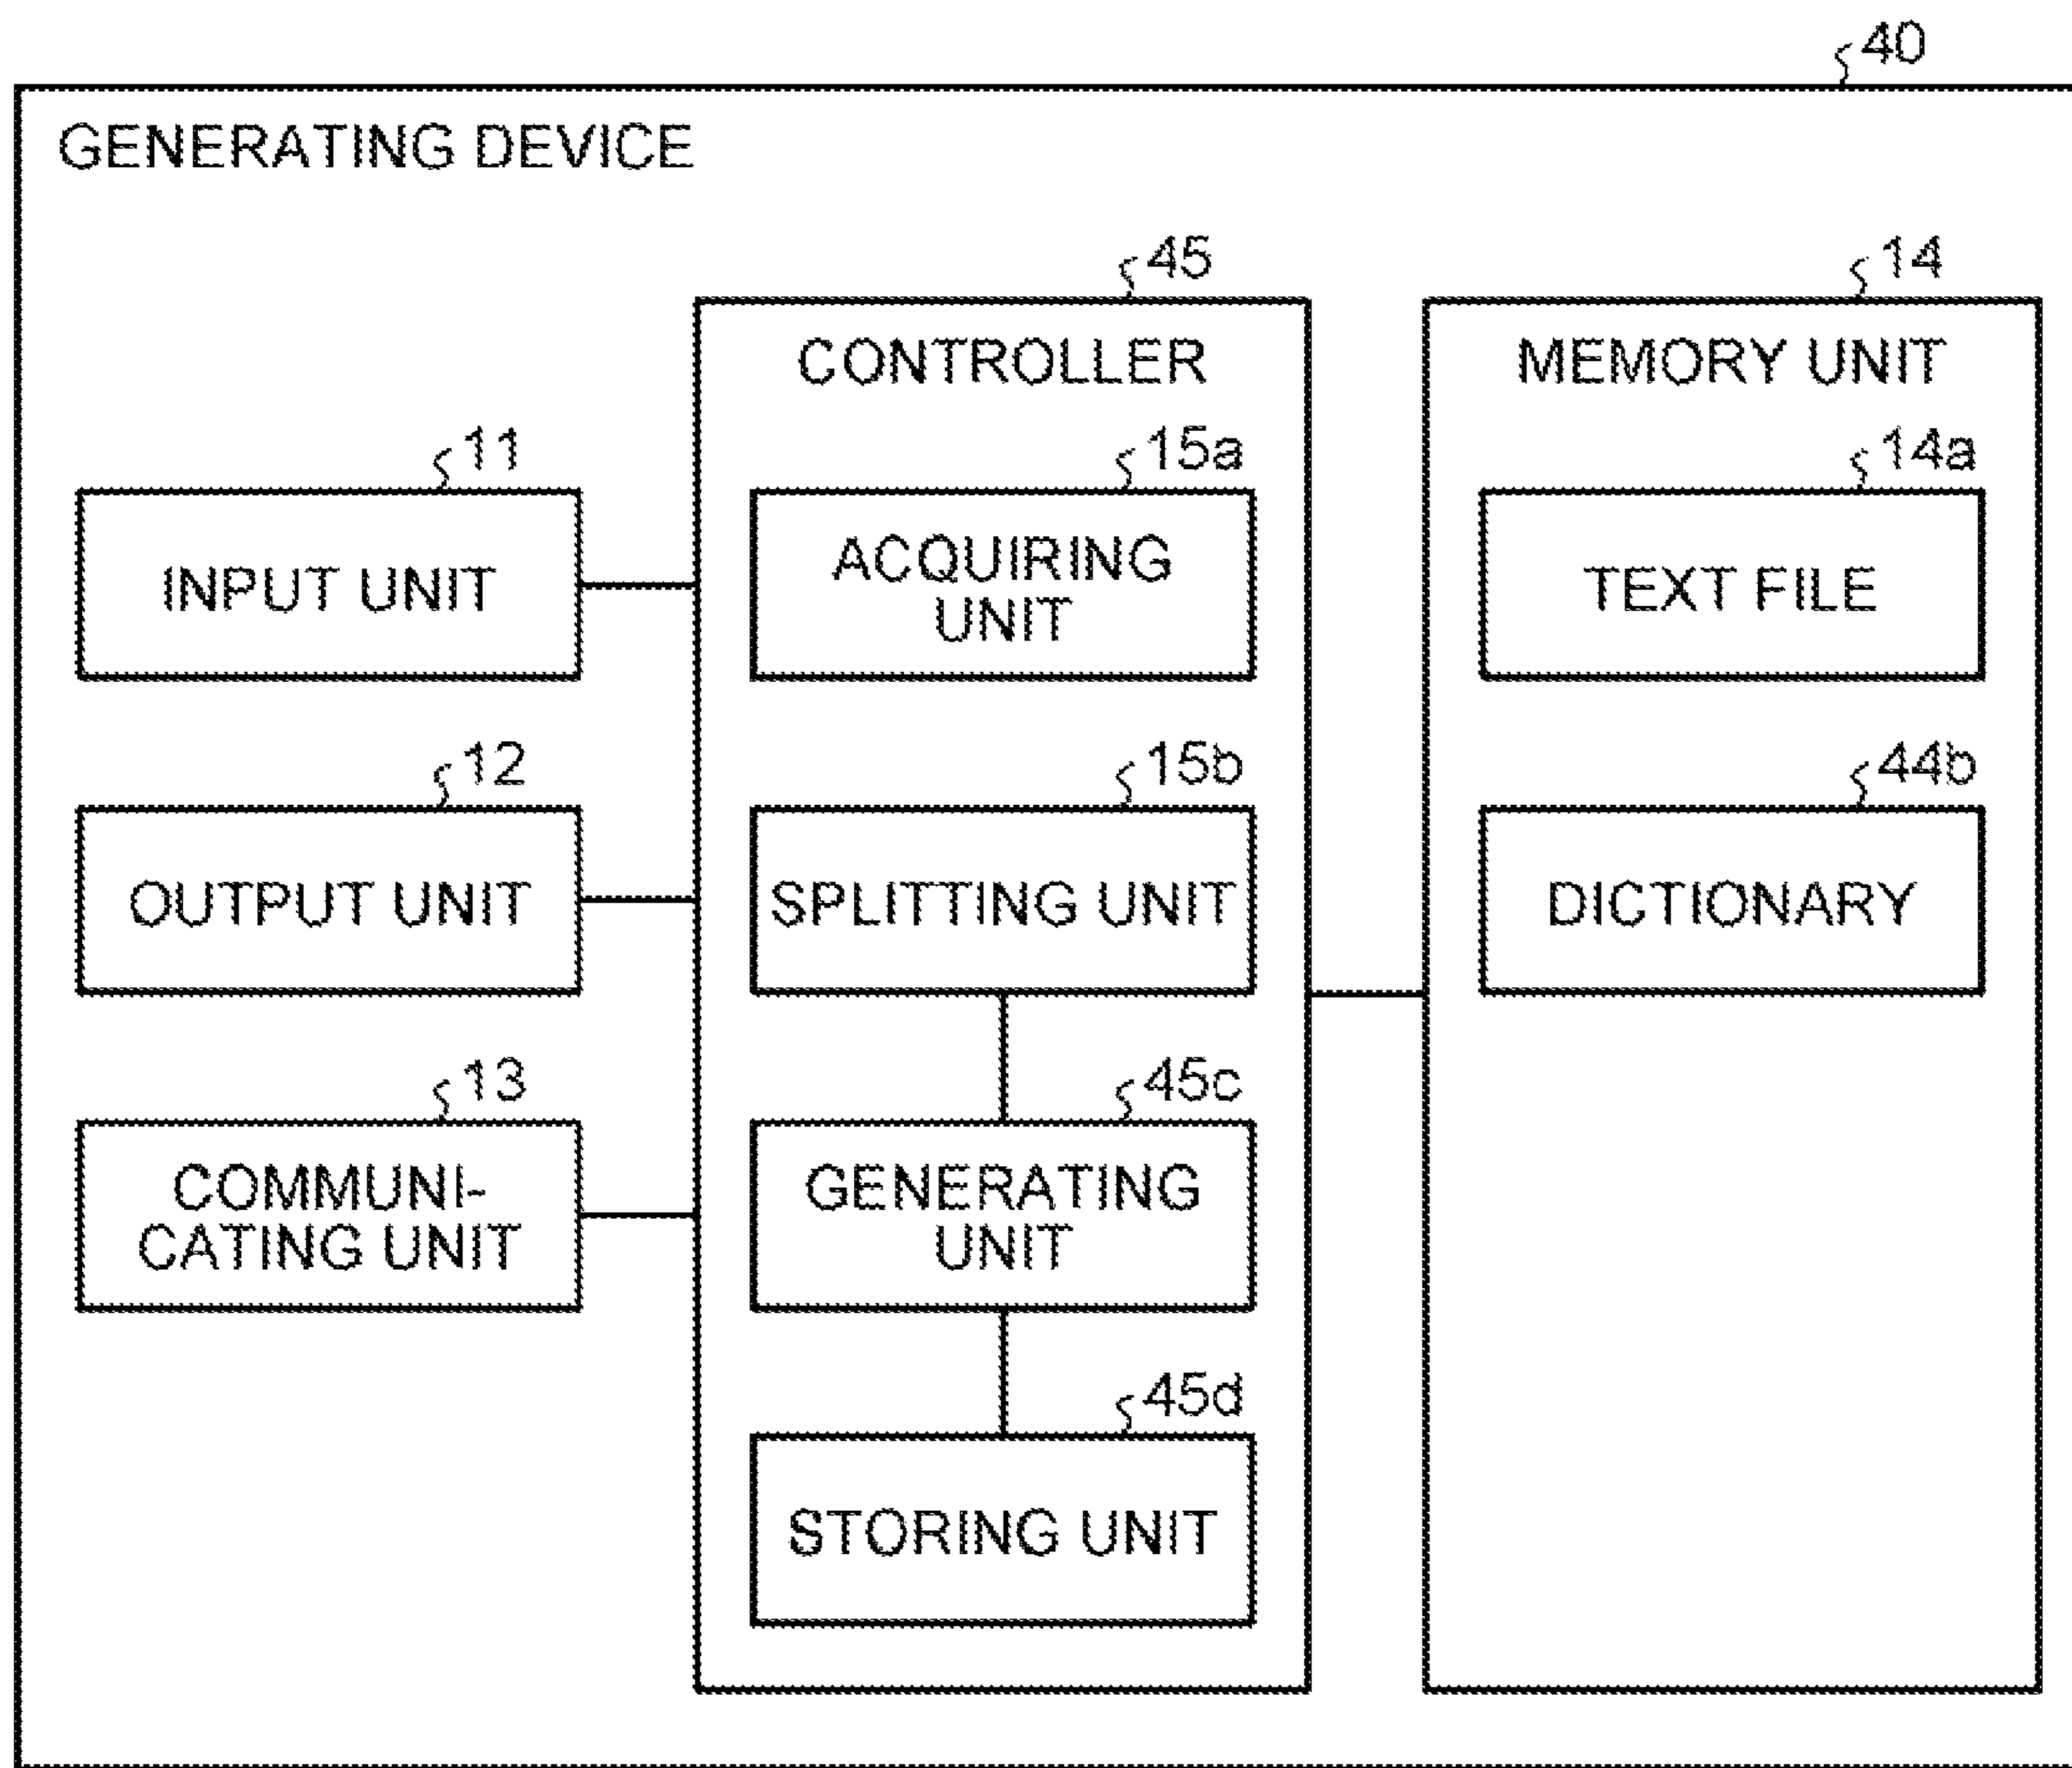 40
GENERATING DEVICE
45
CONTROLLER
14
MEMORY UNIT
11
INPUT UNIT
15a
ACQUIRING
UNIT
14a
TEXT FILE
12
OUTPUT UNIT
15b
SPLITTING UNIT
44b
DICTIONARY
13
COMMUNI-
CATING UNIT
45c
GENERATING
UNIT
45d
STORING UNIT